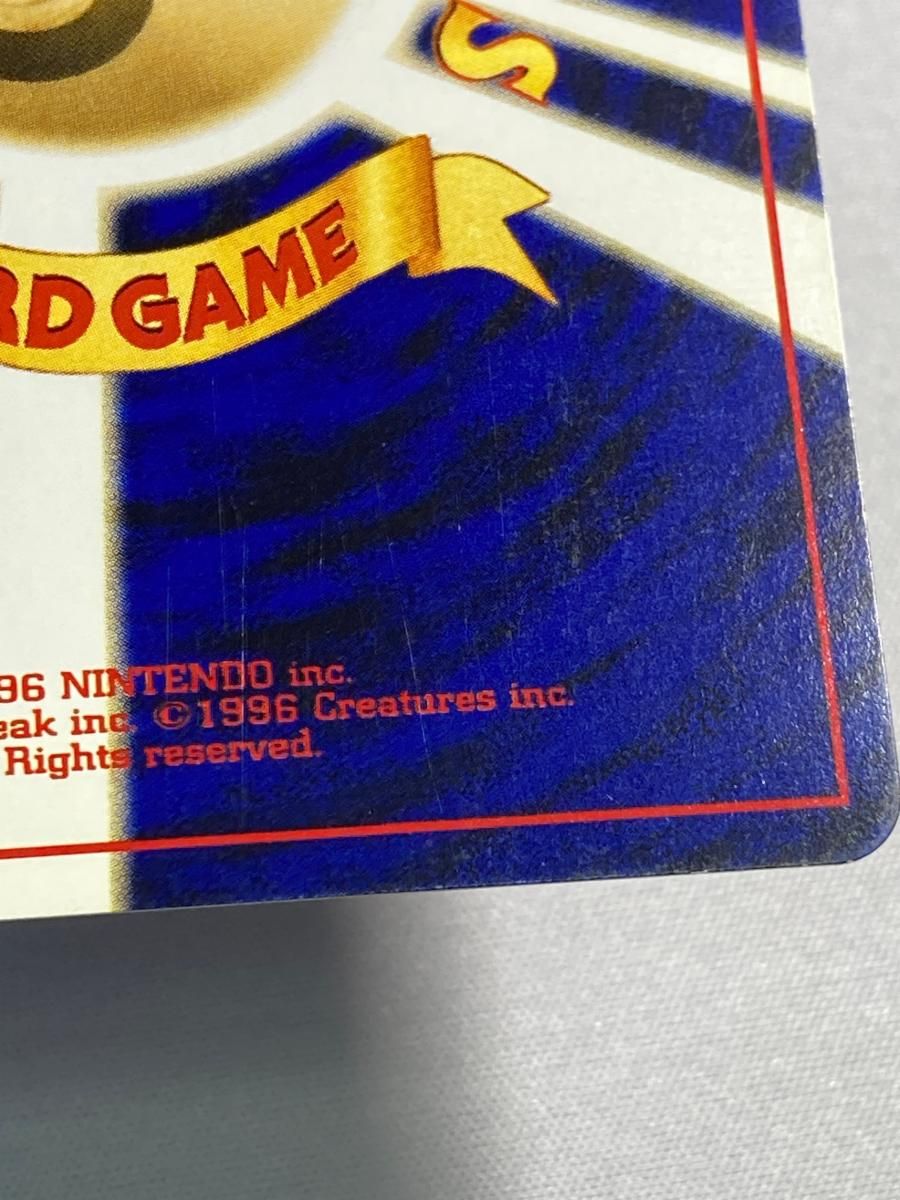 S
RD GAME
96 NINTENDO inc.
eak inc. ©1996 Creatures inc.
Rights reserved.